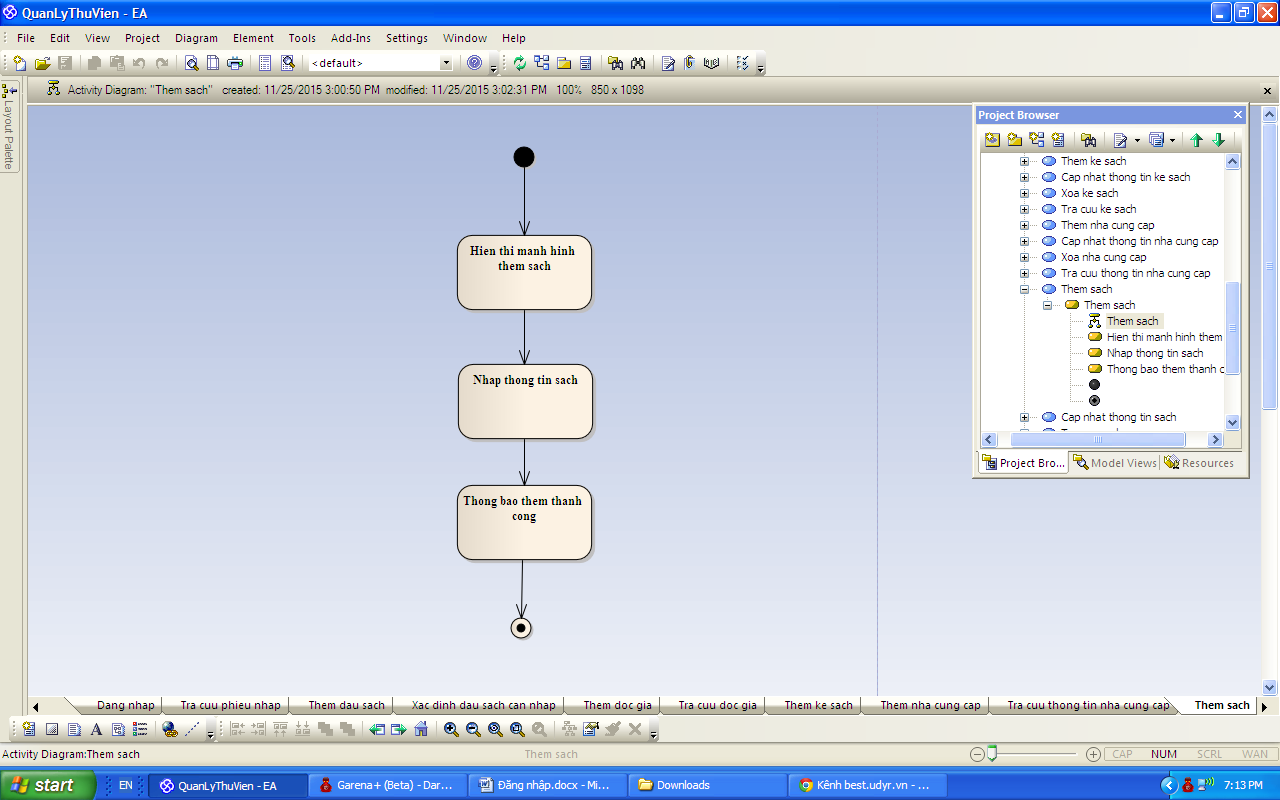 QuanLyThuVien - EA
File Edit View Project Diagram Element Tools Add-Ins Settings Window Help
<default>
Activity Diagram: "Them sach" created: 11/25/2015 3:00:50 PM modified: 11/25/2015 3:02:31 PM 100% 850 x 1098
Layout Palette
Hien thi manh hinh
them sach
Nhap thong tin sach
Thong bao them thanh
cong
Project Browser
Them ke sach
Cap nhat thong tin ke sach
Xoa ke sach
Tra cuu ke sach
Them nha cung cap
Cap nhat thong tin nha cung cap
Xoa nha cung cap
Tra cuu thong tin nha cung cap
Them sach
Them sach
Them sach
Hien thi manh hinh them
Nhap thong tin sach
Thong bao them thanh c
Cap nhat thong tin sach
Project Bro... Model Views Resources
Dang nhap Tra cuu phieu nhap Them dau sach Xac dinh dau sach can nhap Them doc gia Tra cuu doc gia Them ke sach Them nha cung cap Tra cuu thong tin nha cung cap Them sach
Activity Diagram:Them sach Them sach CAP NUM SCRL WAN
start EN QuanLyThuVien - EA Garena+ (Beta) - Dar... Đăng nhập.docx - Mi... Downloads Kênh best.udyr.vn - ... 7:13 PM